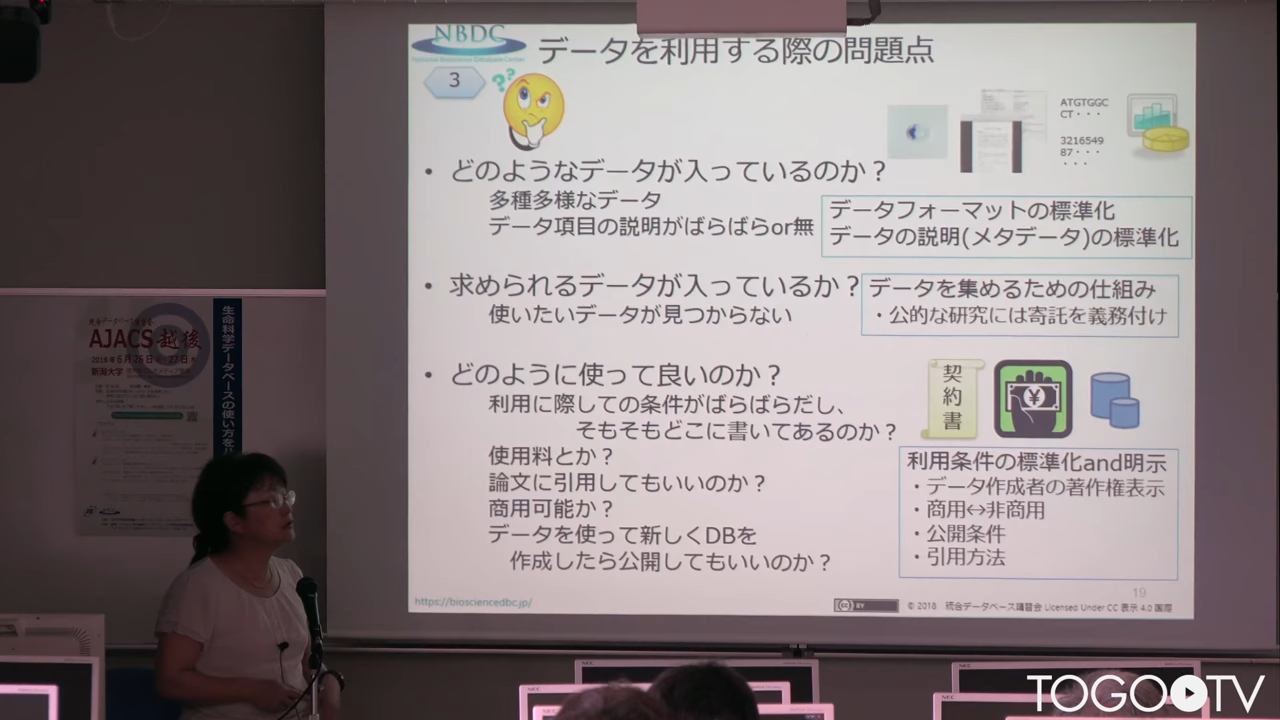 NBDC
National Bioscience Database Center
データを利用する際の問題点
3
??
ATGTGGC
CT・・・
3216549
87・・・
・・・
• どのようなデータが入っているのか？
多種多様なデータ
データ項目の説明がばらばらor無
データフォーマットの標準化
データの説明(メタデータ)の標準化
• 求められるデータが入っているか？
使いたいデータが見つからない
データを集めるための仕組み
・公的な研究には寄託を義務付け
• どのように使って良いのか？
利用に際しての条件がばらばらだし、
そもそもどこに書いてあるのか？
使用料とか？
論文に引用してもいいのか？
商用可能か？
データを使って新しくDBを
作成したら公開してもいいのか？
契約書
¥
利用条件の標準化and明示
・データ作成者の著作権表示
・商用↔非商用
・公開条件
・引用方法
https://biosciencedbc.jp/
19
cc BY
© 2018 統合データベース講習会 Licensed Under CC 表示 4.0 国際
AJACS越後
新潟大学
生命科学データベースの使い方を
NEC
NEC
NEC
NEC
TOGOTV